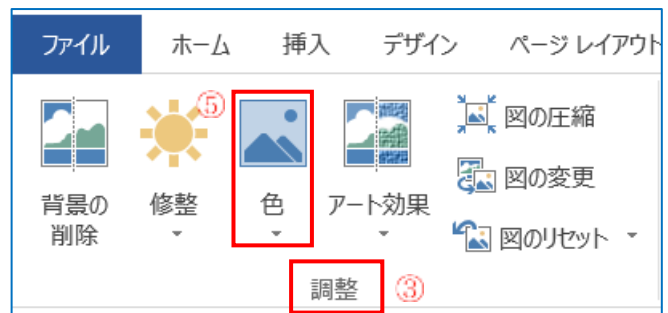 ファイル ホーム 挿入 デザイン ページ レイアウト
⑤
背景の
削除
修整
色
アート効果
図の圧縮
図の変更
図のリセット
調整 ③